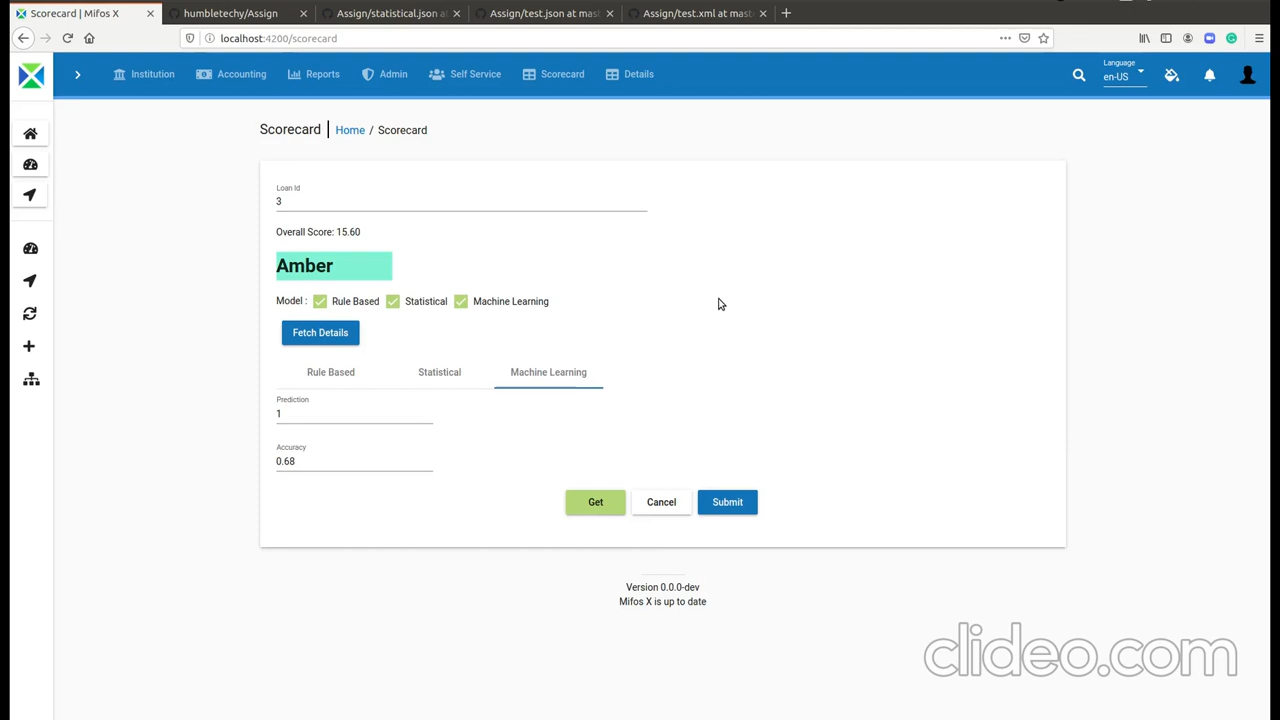 Scorecard | Mifos X
humbletechy/Assign
Assign/statistical.json a
Assign/test.json at mast
Assign/test.xml at mast
localhost:4200/scorecard
Institution
Accounting
Reports
Admin
Self Service
Scorecard
Details
Language
en-US
Scorecard
Home / Scorecard
Loan Id
3
Overall Score: 15.60
Amber
Model : Rule Based Statistical Machine Learning
Fetch Details
Rule Based Statistical Machine Learning
Prediction
1
Accuracy
0.68
Get Cancel Submit
Version 0.0.0-dev
Mifos X is up to date
clideo.com